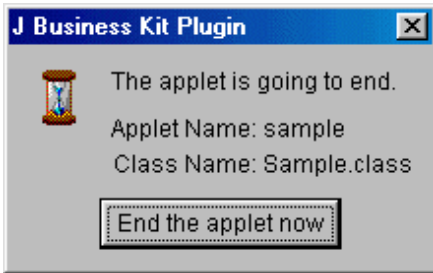 J Business Kit Plugin
The applet is going to end.
Applet Name: sample
Class Name: Sample.class
End the applet now